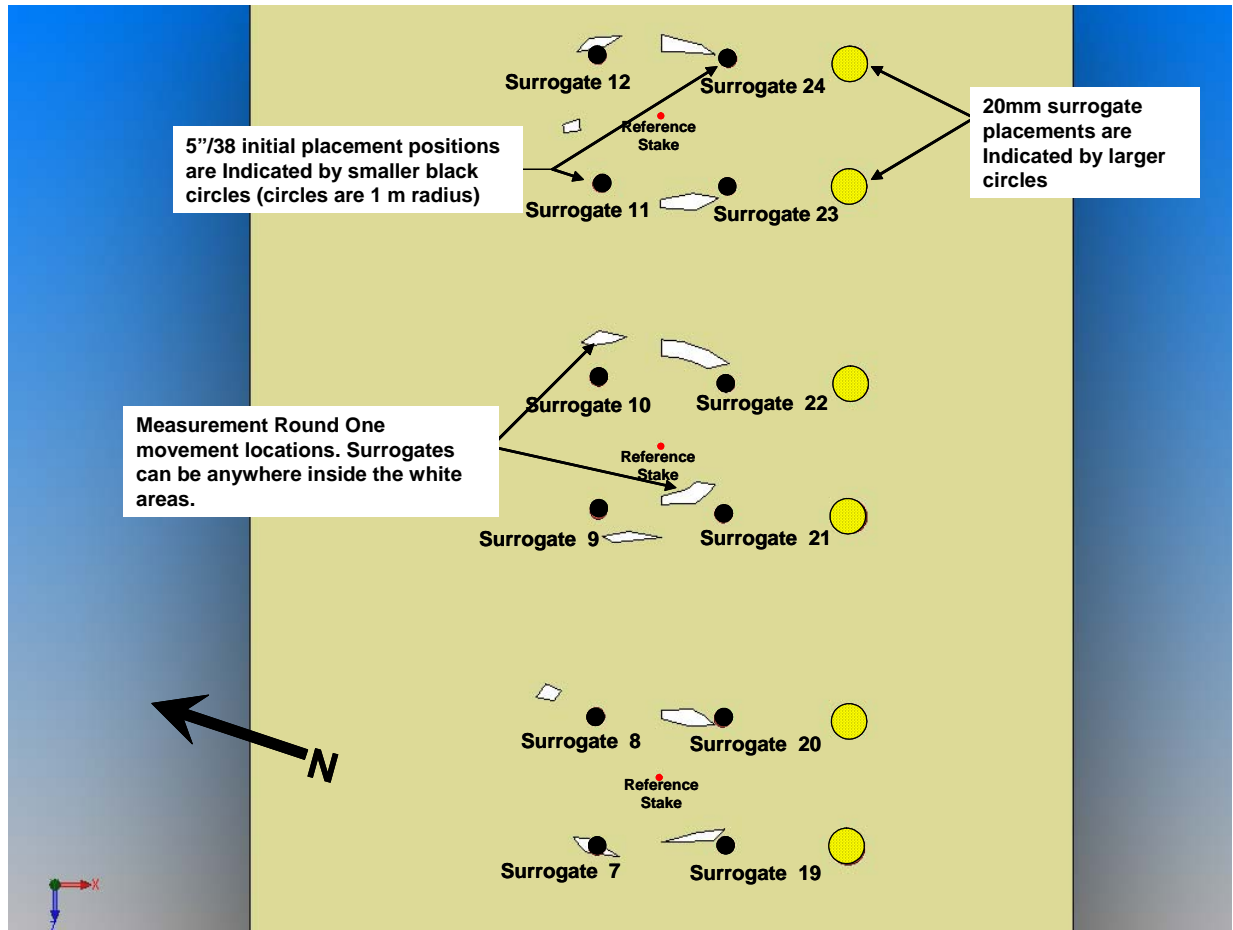 Surrogate 12
Surrogate 24
20mm surrogate
placements are
Indicated by larger
circles
5”/38 initial placement positions
are Indicated by smaller black
circles (circles are 1 m radius)
Reference
Stake
Surrogate 11
Surrogate 23
Surrogate 10
Surrogate 22
Measurement Round One
movement locations. Surrogates
can be anywhere inside the white
areas.
Reference
Stake
Surrogate 9
Surrogate 21
N
Surrogate 8
Surrogate 20
Reference
Stake
Surrogate 7
Surrogate 19
X
Z